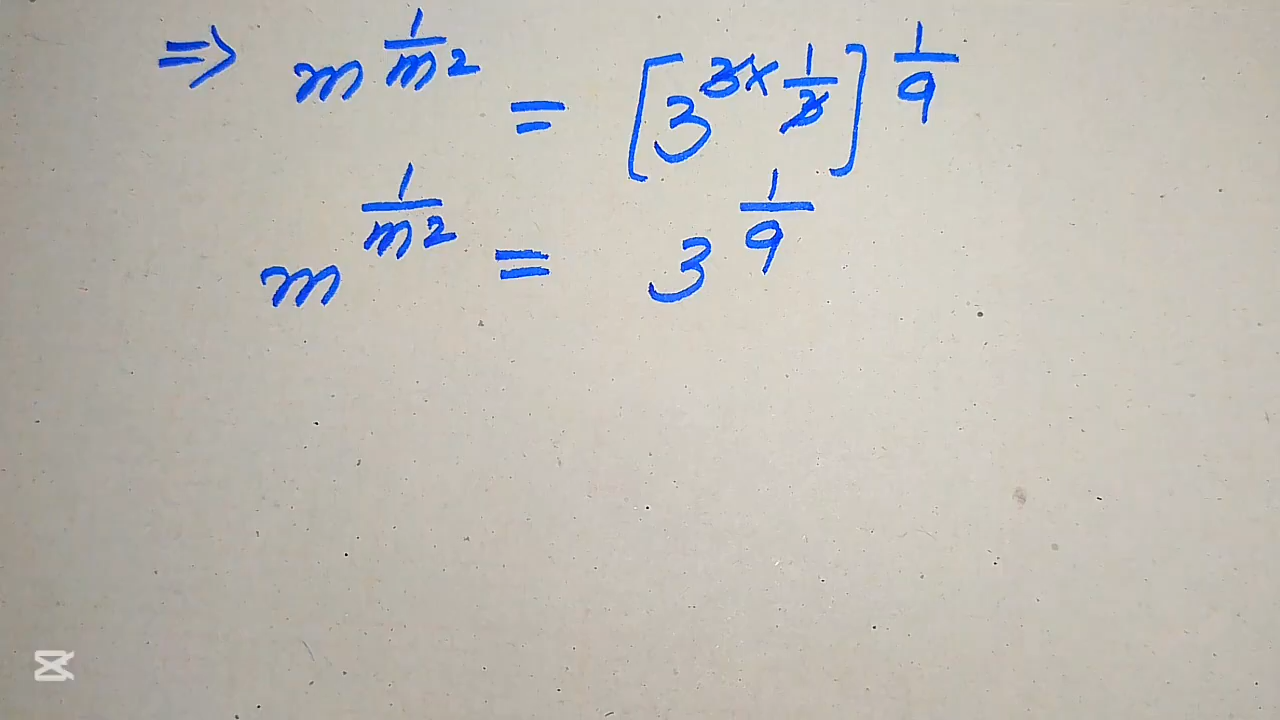 ⇒ m^(1/m²) = [3^(3×1/3)]^(1/9)
m^(1/m²) = 3^(1/9)